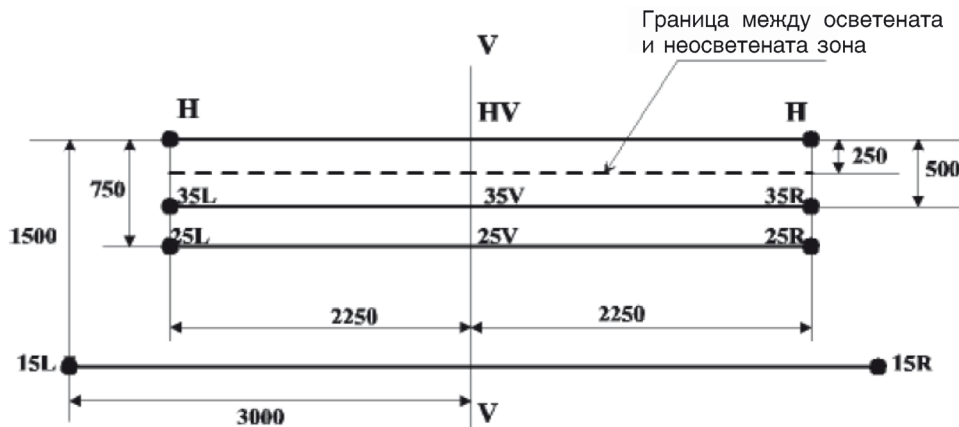 Граница между осветената
и неосветената зона
V
H
HV
H
250
500
750
35L
35V
35R
1500
25L
25V
25R
2250
2250
15L
15R
3000
V